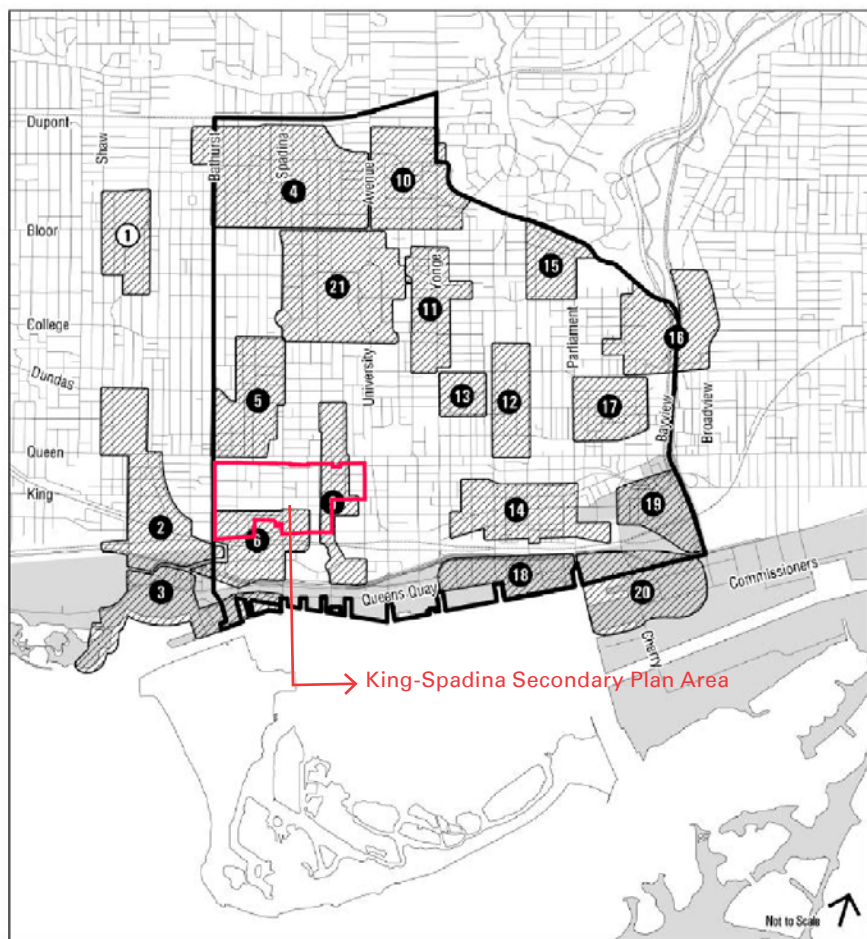 Dupont
Shaw
Bathurst
Spadina
Avenue
10
4
Bloor
1
15
21
Yonge
11
College
16
Parliament
Dundas
University
5
13
12
17
Bayview
Broadview
Queen
King
2
6
14
19
3
Queens Quay
18
20
Commissioners
Cherry
King-Spadina Secondary Plan Area
Not to Scale